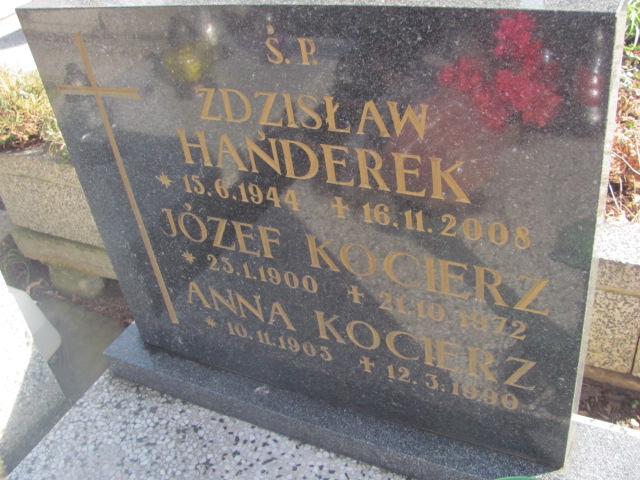 Ś. P.
ZDZISŁAW
HAŃDEREK
* 15.6.1944 + 16.11.2008
JÓZEF KOCIERZ
* 25.1.1900 + 21.10.1972
ANNA KOCIERZ
* 10.11.1903 + 12.3.1990